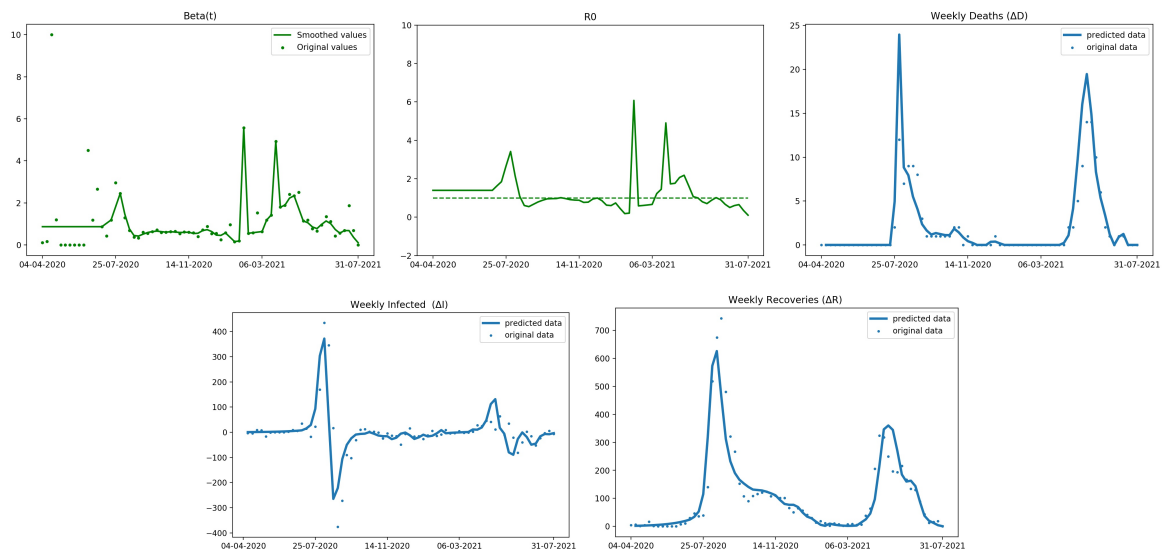 Beta(t)
10
8
6
4
2
0
04-04-2020 25-07-2020 14-11-2020 06-03-2021 31-07-2021
Smoothed values
Original values
R0
10
8
6
4
2
0
−2
04-04-2020 25-07-2020 14-11-2020 06-03-2021 31-07-2021
Weekly Deaths (ΔD)
25
20
15
10
5
0
04-04-2020 25-07-2020 14-11-2020 06-03-2021 31-07-2021
predicted data
original data
Weekly Infected (ΔI)
400
300
200
100
0
−100
−200
−300
−400
04-04-2020 25-07-2020 14-11-2020 06-03-2021 31-07-2021
predicted data
original data
Weekly Recoveries (ΔR)
700
600
500
400
300
200
100
0
04-04-2020 25-07-2020 14-11-2020 06-03-2021 31-07-2021
predicted data
original data